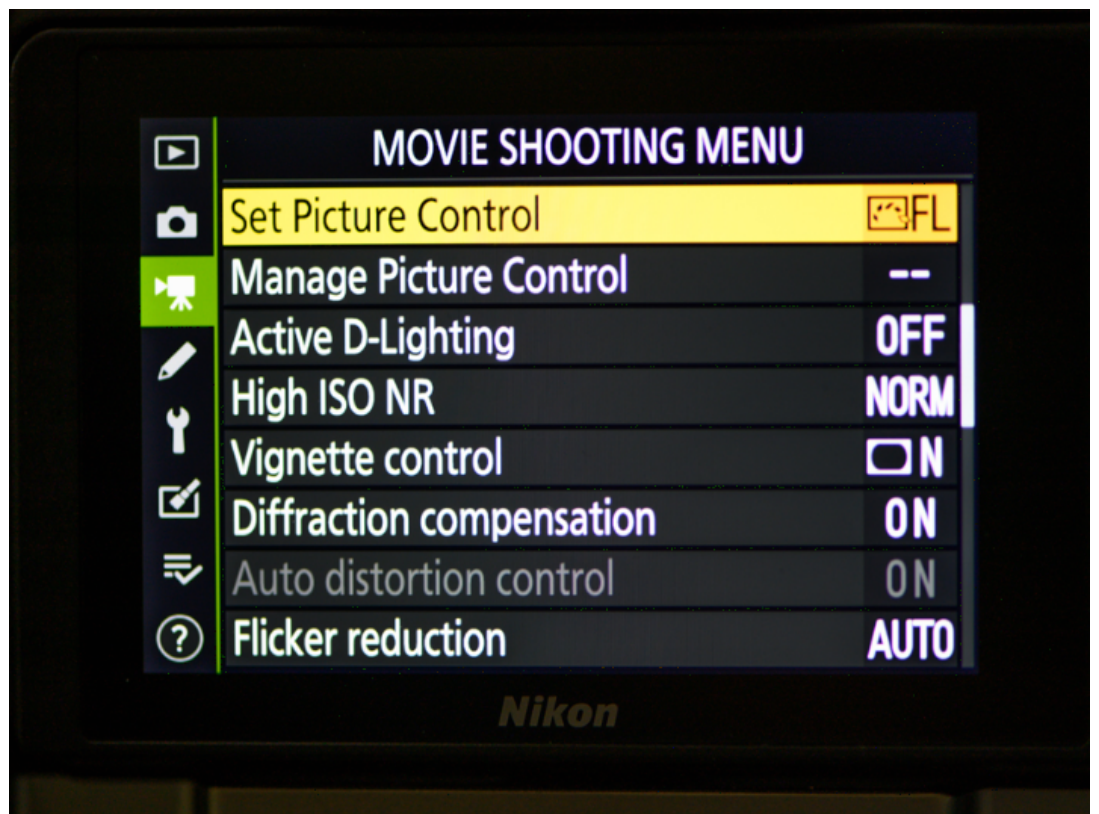 MOVIE SHOOTING MENU
Set Picture Control FL
Manage Picture Control --
Active D-Lighting OFF
High ISO NR NORM
Vignette control N
Diffraction compensation ON
Auto distortion control ON
? Flicker reduction AUTO
Nikon